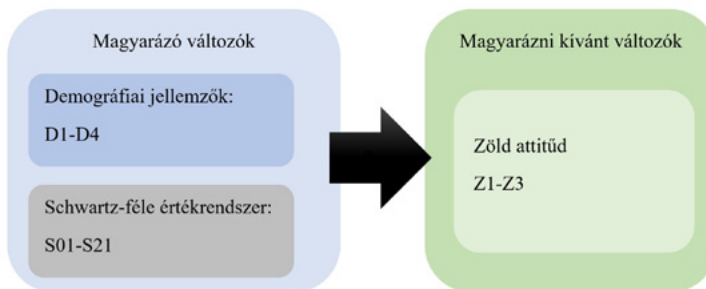 Magyarázó változók
Demográfiai jellemzők:
D1-D4
Schwartz-féle értékrendszer:
S01-S21
Magyarázni kívánt változók
Zöld attitűd
Z1-Z3